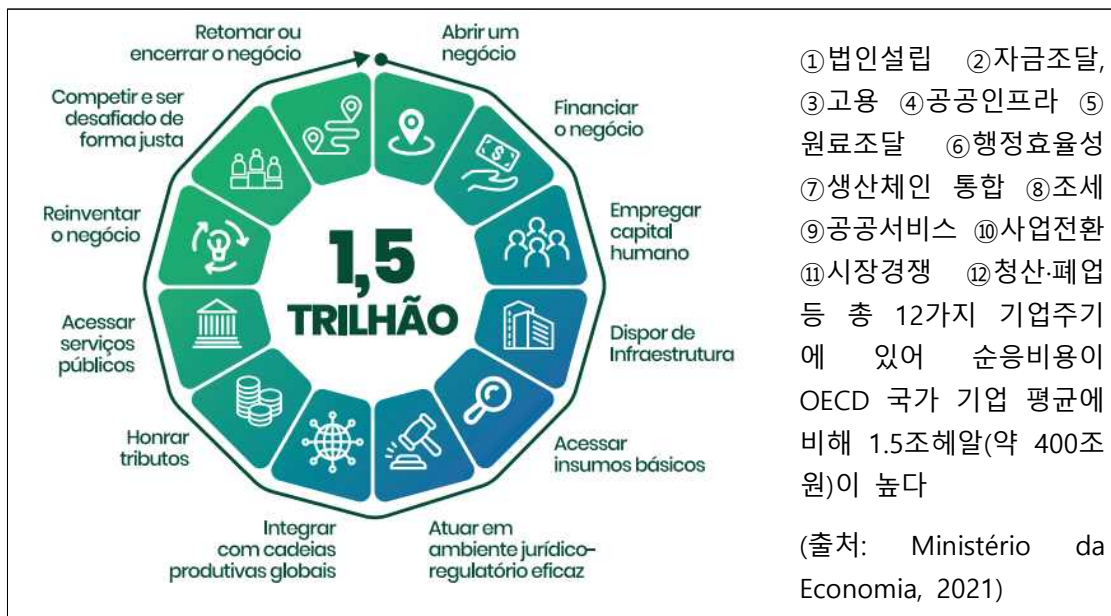 Retomar ou
encerrar o negócio
Abrir um
negócio
Financiar
o negócio
Empregar
capital
humano
Dispor de
Infraestrutura
Acessar
insumos básicos
Atuar em
ambiente jurídico-
regulatório eficaz
Integrar
com cadeias
produtivas globais
Honrar
tributos
Acessar
serviços
públicos
Reinventar
o negócio
Competir e ser
desafiado de
forma justa
1,5
TRILHÃO
①법인설립 ②자금조달,
③고용 ④공공인프라 ⑤
원료조달 ⑥행정효율성
⑦생산체인 통합 ⑧조세
⑨공공서비스 ⑩사업전환
⑪시장경쟁 ⑫청산·폐업
등 총 12가지 기업주기
에 있어 순응비용이
OECD 국가 기업 평균에
비해 1.5조헤알(약 400조
원)이 높다
(출처: Ministério da
Economia, 2021)